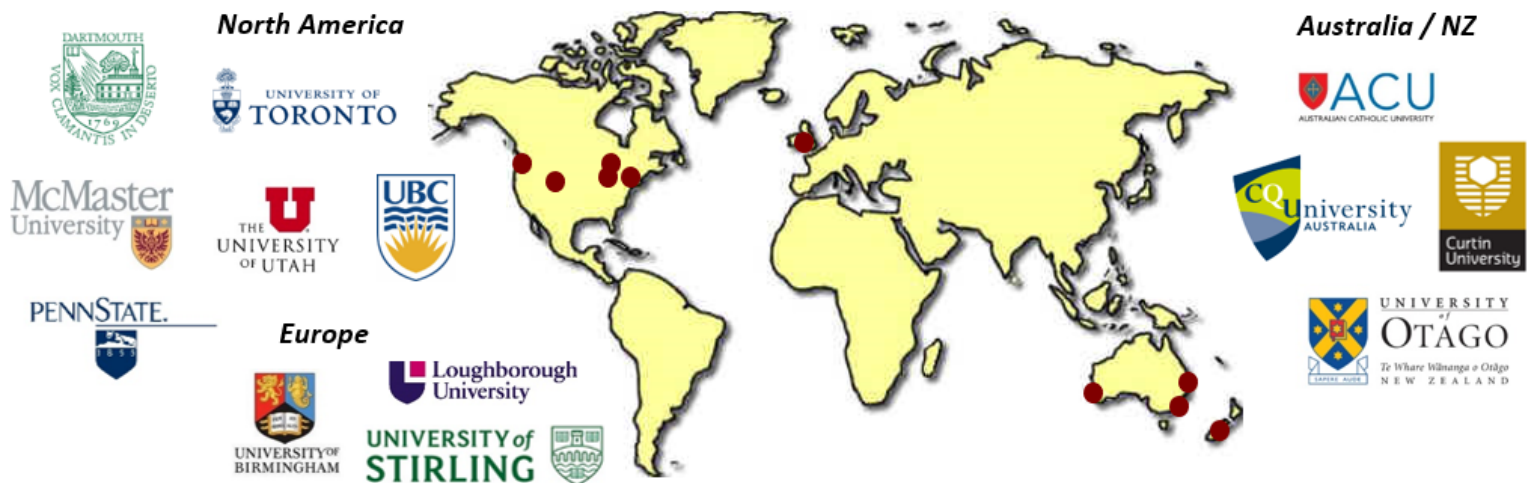 North America
DARTMOUTH
VOX CLAMANTIS IN DESERTO
1769
UNIVERSITY OF
TORONTO
McMaster
University
THE
UNIVERSITY
OF UTAH
UBC
PENNSTATE.
1855
Europe
UNIVERSITY OF
BIRMINGHAM
Loughborough
University
UNIVERSITY of
STIRLING
Australia / NZ
ACU
AUSTRALIAN CATHOLIC UNIVERSITY
CQUniversity
AUSTRALIA
Curtin
University
SAPERE AUDE
UNIVERSITY
of
OTAGO
Te Whare Wānanga o Otāgo
NEW ZEALAND